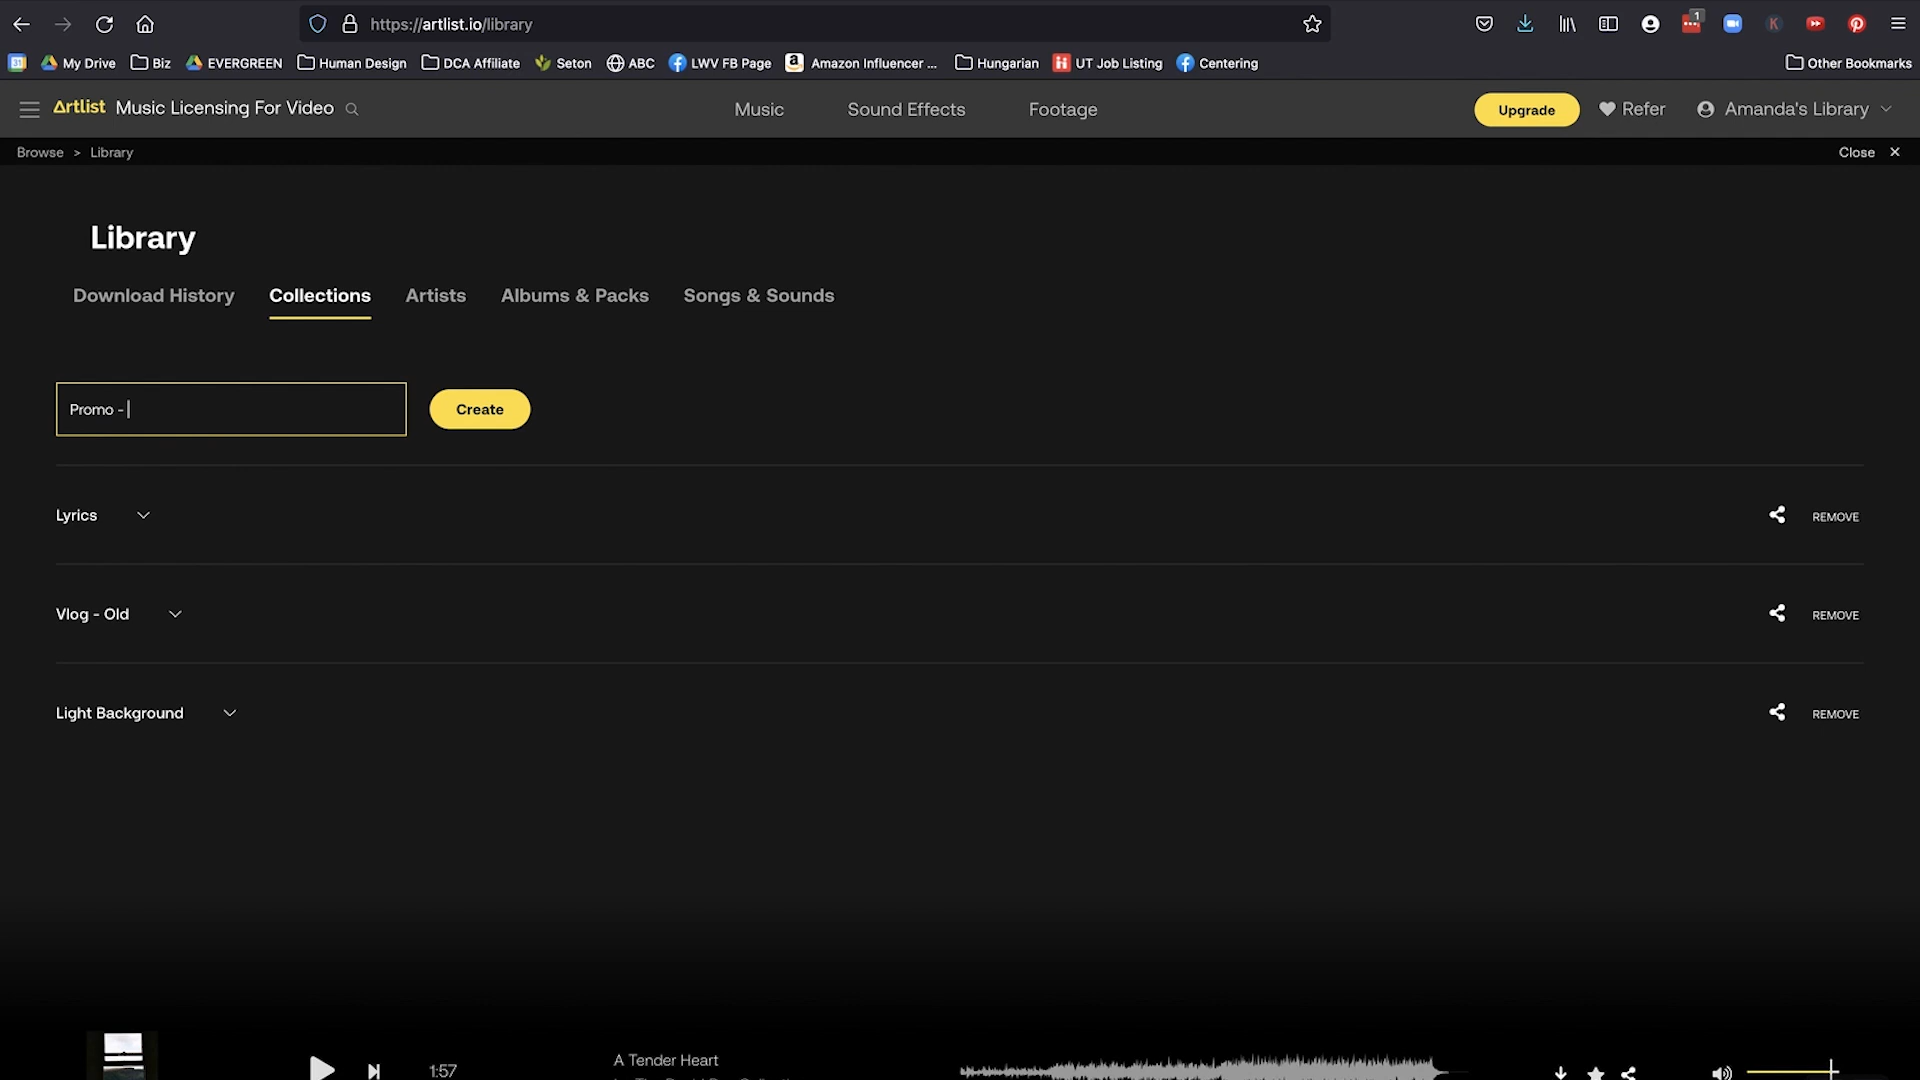 https://artlist.io/library
1
31
My Drive
Biz
EVERGREEN
Human Design
DCA Affiliate
Seton
ABC
LWV FB Page
Amazon Influencer ...
Hungarian
UT Job Listing
Centering
Other Bookmarks
Artlist Music Licensing For Video
Music
Sound Effects
Footage
Upgrade
Refer
Amanda's Library
Browse > Library
Close
Library
Download History
Collections
Artists
Albums & Packs
Songs & Sounds
Promo -
Create
Lyrics
REMOVE
Vlog - Old
REMOVE
Light Background
REMOVE
A Tender Heart
1:57